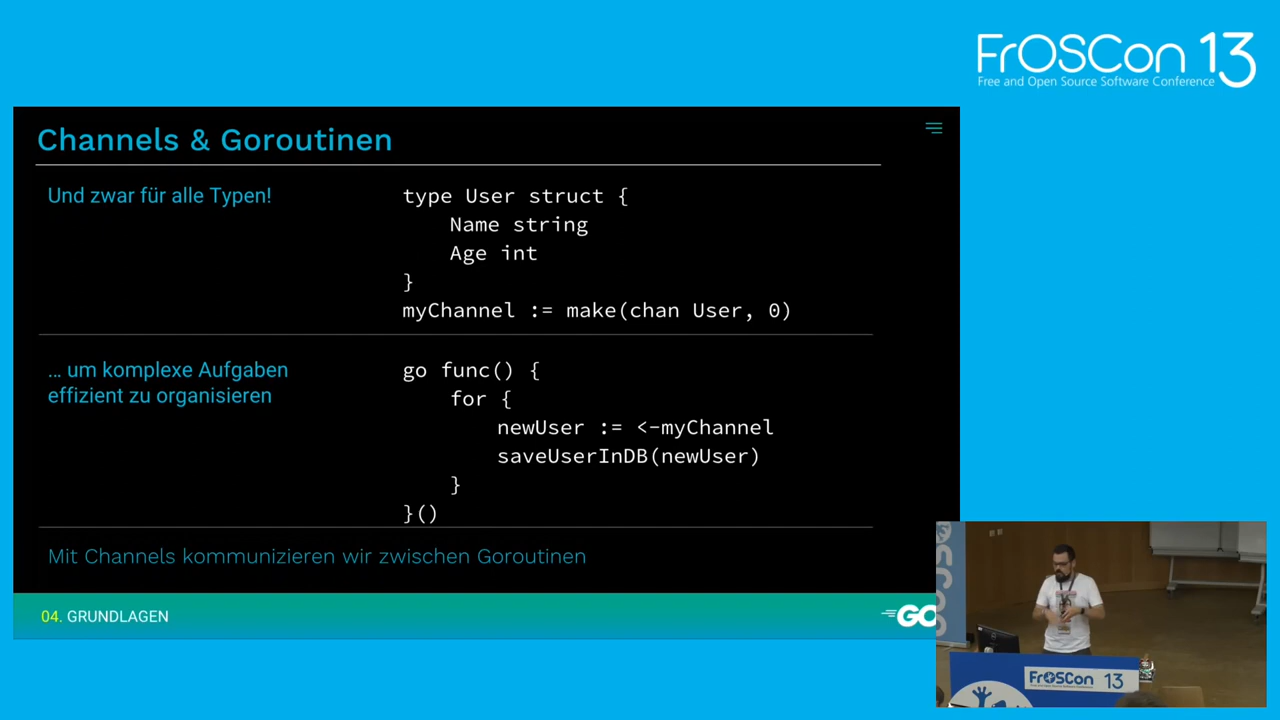 FrOSCon 13
Free and Open Source Software Conference
Channels & Goroutinen
Und zwar für alle Typen!
type User struct {
Name string
Age int
}
myChannel := make(chan User, 0)
… um komplexe Aufgaben
effizient zu organisieren
go func() {
for {
newUser := <-myChannel
saveUserInDB(newUser)
}
}()
Mit Channels kommunizieren wir zwischen Goroutinen
04. GRUNDLAGEN
GO
OSCO
FrOSCon 13